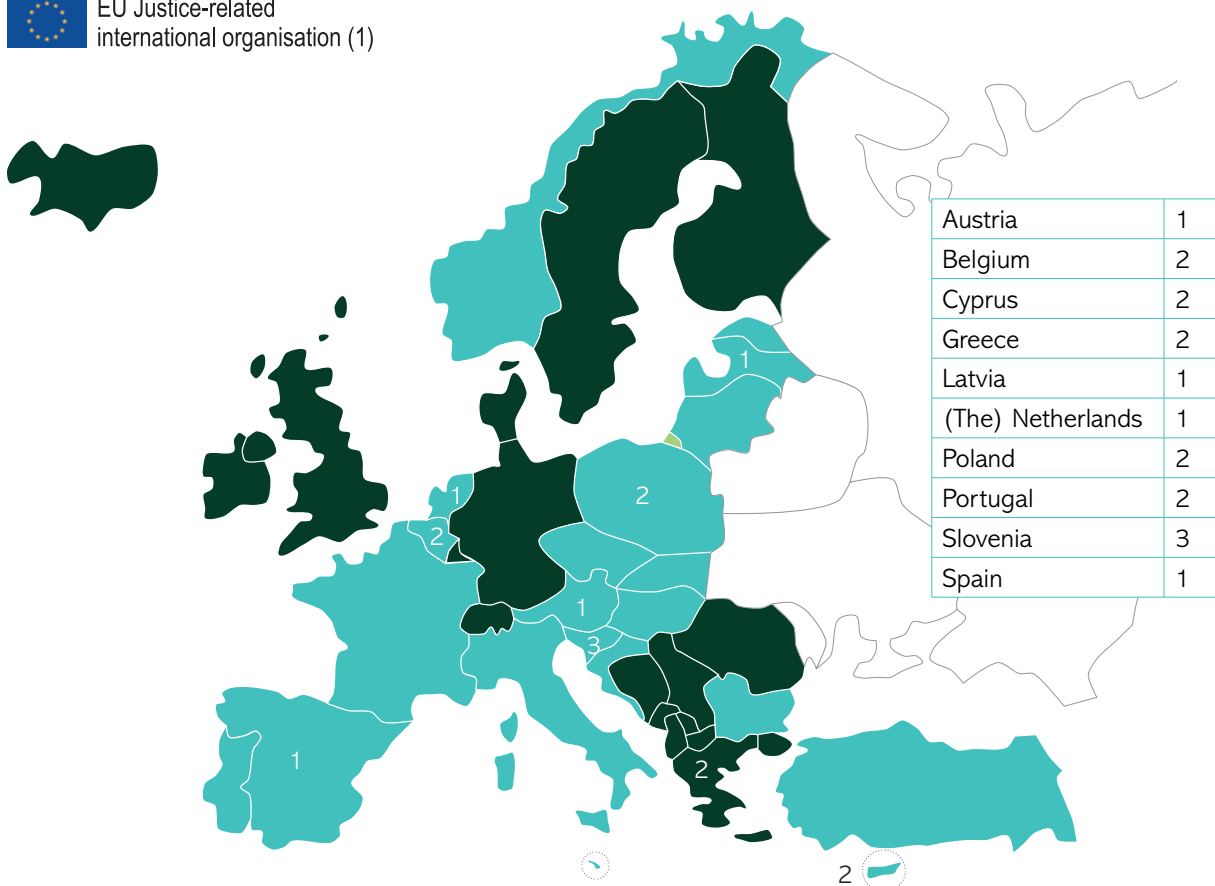 EU Justice-related
international organisation (1)
Austria 1
Belgium 2
Cyprus 2
Greece 2
Latvia 1
(The) Netherlands 1
Poland 2
Portugal 2
Slovenia 3
Spain 1
1
1
2
2
1
3
1
2
2